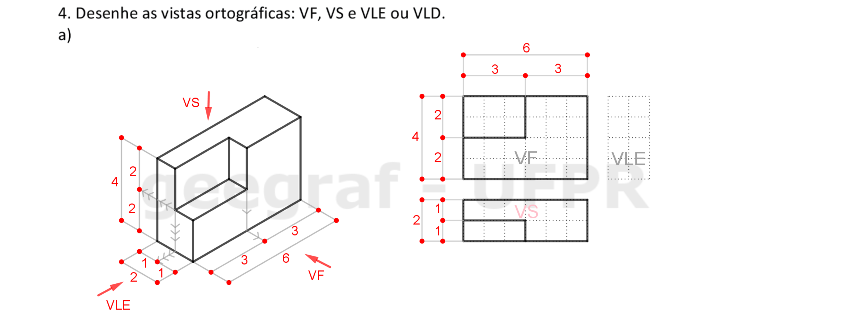 4. Desenhe as vistas ortográficas: VF, VS e VLE ou VLD.
a)
6
3 3
VS
2
4
2
VF
VLE
2
4
2
1
2
1
VS
3
3
6
1
2
1
VF
VLE
geegraf - UFPR